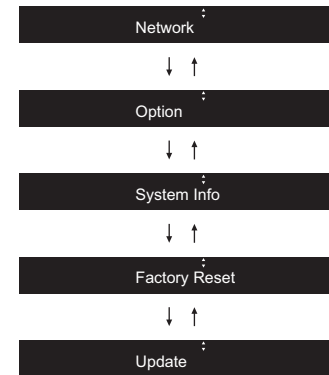 Network
Option
System Info
Factory Reset
Update